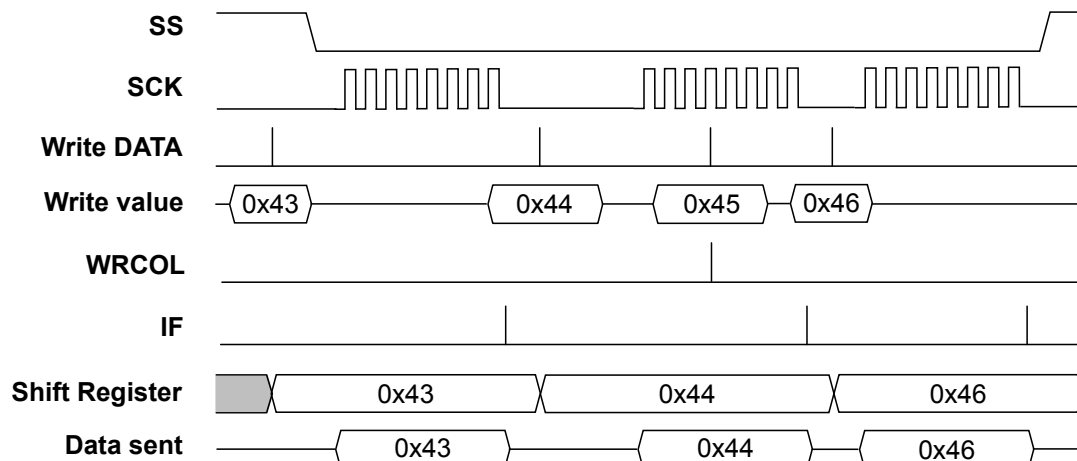 SS
SCK
Write DATA
Write value 0x43 0x44 0x45 0x46
WRCOL
IF
Shift Register 0x43 0x44 0x46
Data sent 0x43 0x44 0x46